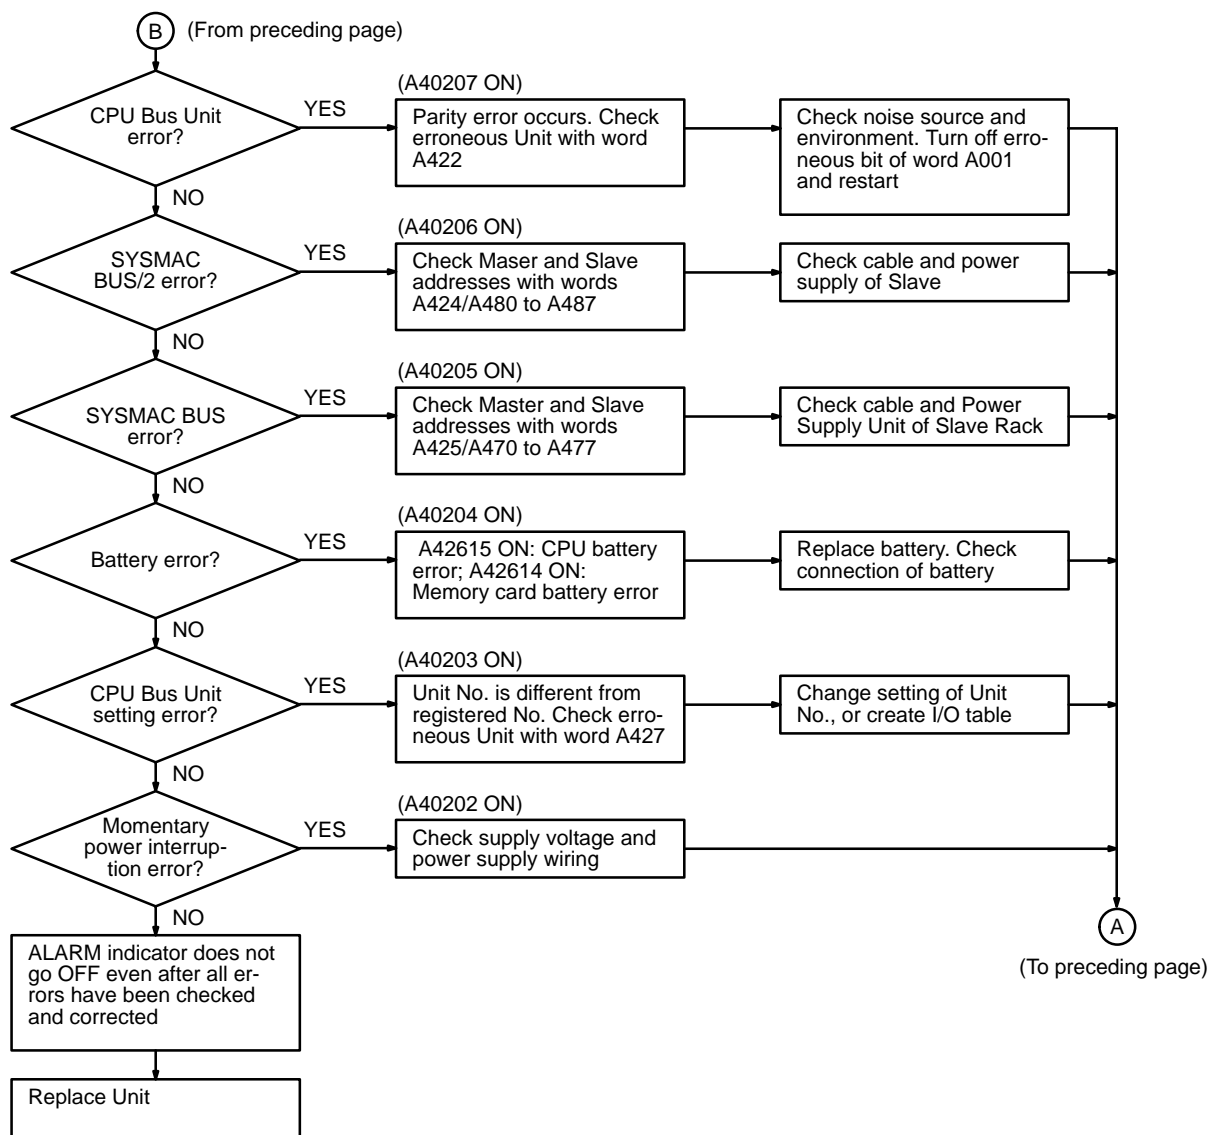 B (From preceding page)
CPU Bus Unit
error?
YES
(A40207 ON)
Parity error occurs. Check
erroneous Unit with word
A422
Check noise source and
environment. Turn off erro-
neous bit of word A001
and restart
NO
SYSMAC
BUS/2 error?
YES
(A40206 ON)
Check Maser and Slave
addresses with words
A424/A480 to A487
Check cable and power
supply of Slave
NO
SYSMAC BUS
error?
YES
(A40205 ON)
Check Master and Slave
addresses with words
A425/A470 to A477
Check cable and Power
Supply Unit of Slave Rack
NO
Battery error?
YES
(A40204 ON)
A42615 ON: CPU battery
error; A42614 ON:
Memory card battery error
Replace battery. Check
connection of battery
NO
CPU Bus Unit
setting error?
YES
(A40203 ON)
Unit No. is different from
registered No. Check erro-
neous Unit with word A427
Change setting of Unit
No., or create I/O table
NO
Momentary
power interrup-
tion error?
YES
(A40202 ON)
Check supply voltage and
power supply wiring
NO
A
(To preceding page)
ALARM indicator does not
go OFF even after all er-
rors have been checked
and corrected
Replace Unit